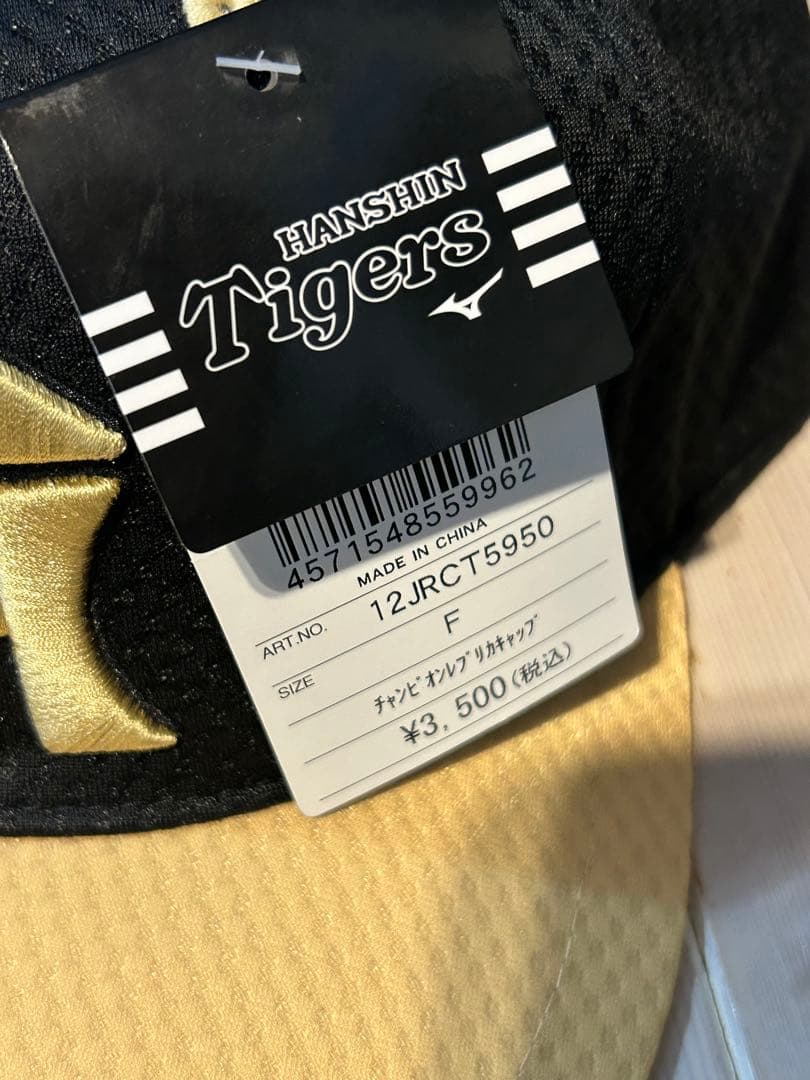 HANSHIN
Tigers
4571548559962
MADE IN CHINA
ART.NO. 12JRCT5950
SIZE F
ﾁｬﾝﾋﾟｵﾝﾚﾌﾟﾘｶｷｬｯﾌﾟ
¥3,500(税込)